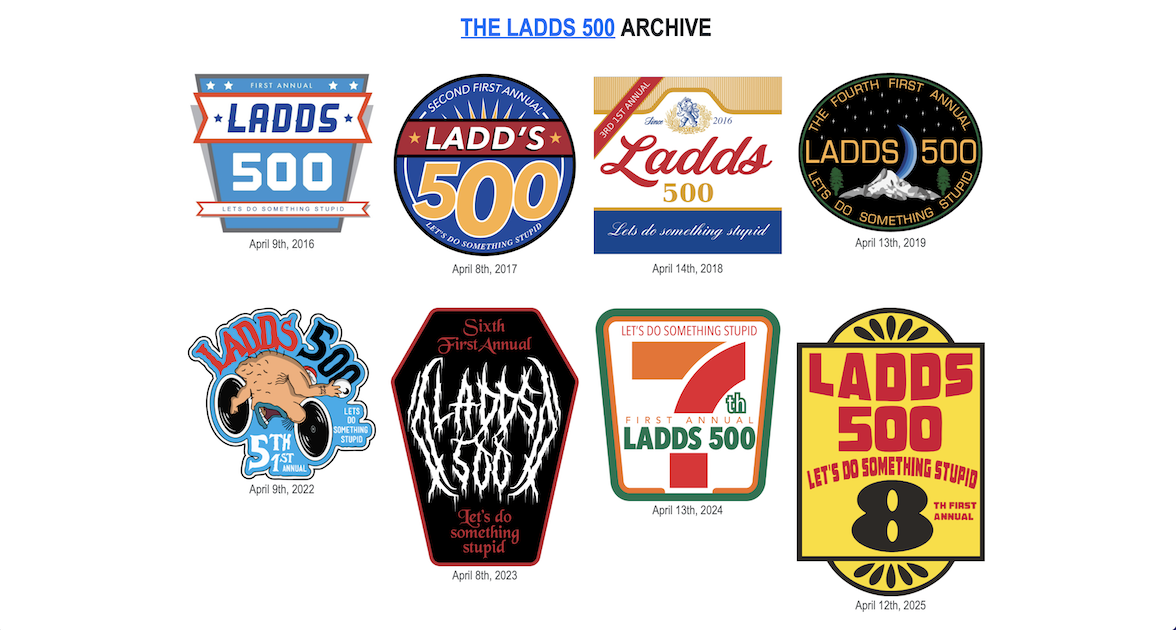 THE LADDS 500 ARCHIVE
FIRST ANNUAL
LADDS
500
LETS DO SOMETHING STUPID
April 9th, 2016
SECOND FIRST ANNUAL
LADD'S
500
LET'S DO SOMETHING STUPID
April 8th, 2017
3RD 1ST ANNUAL
Since 2016
Ladds
500
Lets do something stupid
April 14th, 2018
THE FOURTH FIRST ANNUAL
LADDS 500
LETS DO SOMETHING STUPID
April 13th, 2019
LADDS 500
LETS
DO
SOMETHING
STUPID
5TH
1ST
ANNUAL
April 9th, 2022
Sixth
First Annual
LADDS
500
Let's do
something
stupid
April 8th, 2023
LET'S DO SOMETHING STUPID
7th
FIRST ANNUAL
LADDS 500
April 13th, 2024
LADDS
500
LET'S DO SOMETHING STUPID
8
TH FIRST
ANNUAL
April 12th, 2025